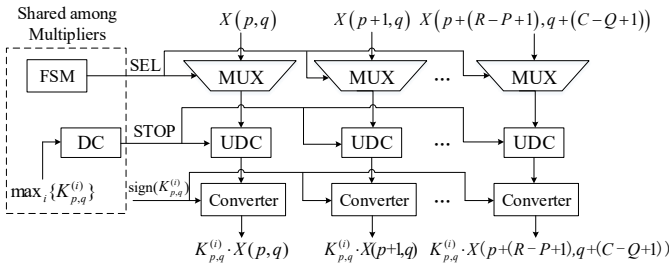 Shared among X(p,q) X(p+1,q) X(p+(R−P+1),q+(C−Q+1))
Multipliers
FSM SEL MUX MUX ... MUX
DC STOP UDC UDC ... UDC
max_i{K_{p,q}^{(i)}} sign(K_{p,q}^{(i)}) Converter Converter ... Converter
K_{p,q}^{(i)}·X(p,q) K_{p,q}^{(i)}·X(p+1,q) K_{p,q}^{(i)}·X(p+(R−P+1),q+(C−Q+1))